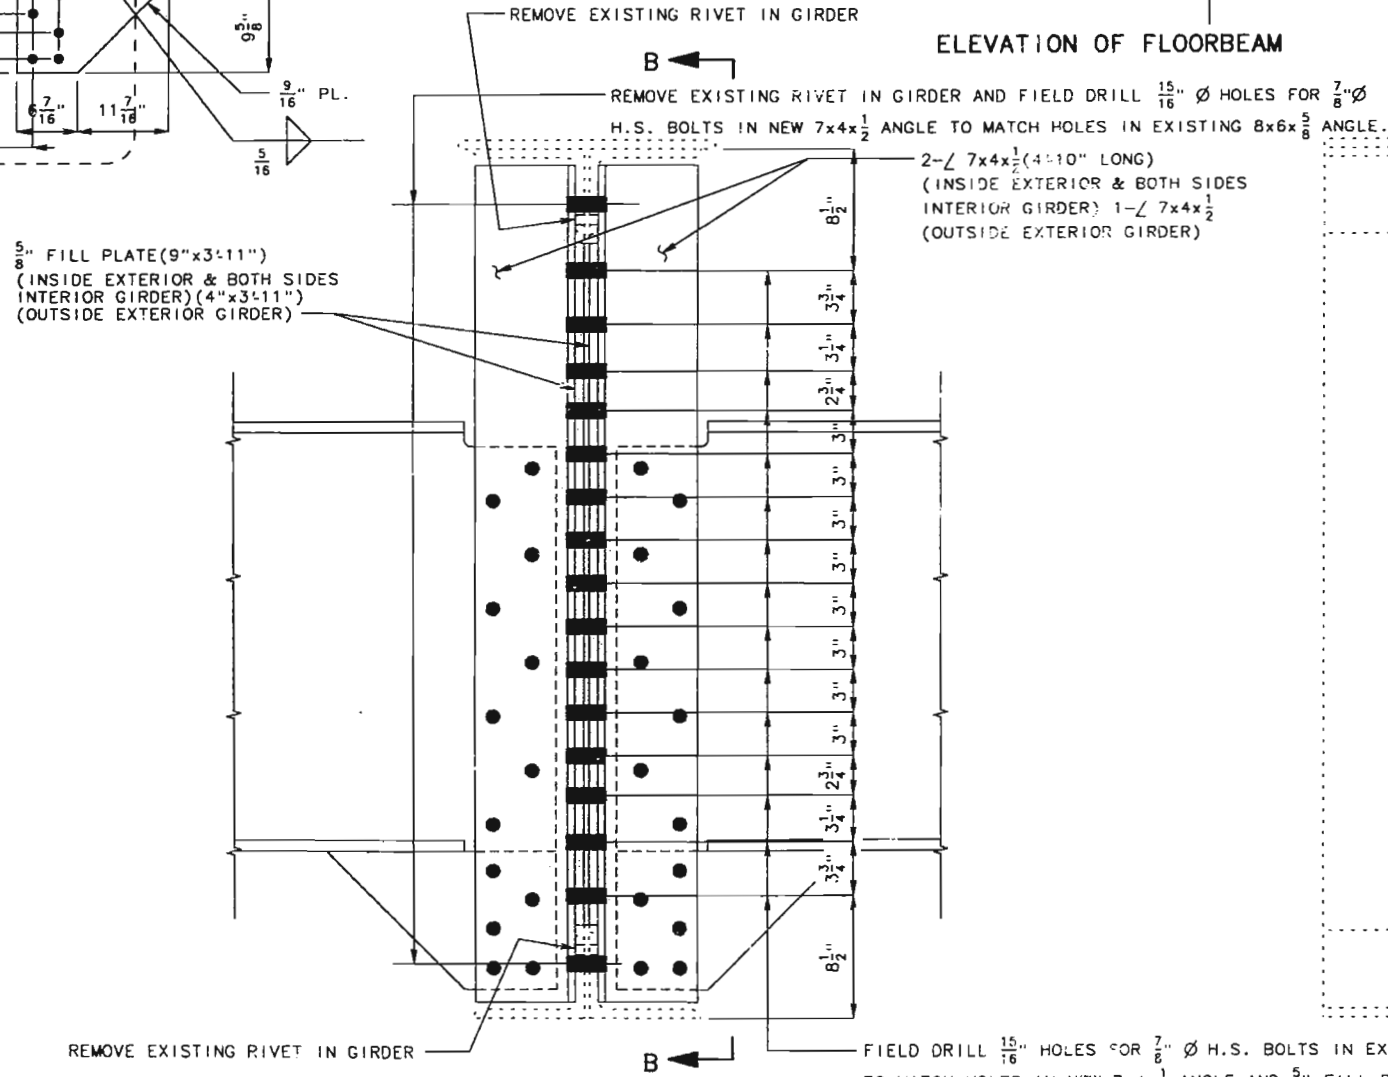 REMOVE EXISTING RIVET IN GIRDER
B
ELEVATION OF FLOORBEAM
9 5/8"
9/16" PL.
6 7/16" 11 7/16"
5/16
REMOVE EXISTING RIVET IN GIRDER AND FIELD DRILL 15/16" Ø HOLES FOR 7/8"Ø
H.S. BOLTS IN NEW 7x4x1/2 ANGLE TO MATCH HOLES IN EXISTING 8x6x5/8 ANGLE.
2-∠ 7x4x1/2(4'-10" LONG)
(INSIDE EXTERIOR & BOTH SIDES
INTERIOR GIRDER) 1-∠ 7x4x1/2
(OUTSIDE EXTERIOR GIRDER)
5/8" FILL PLATE(9"x3'-11")
(INSIDE EXTERIOR & BOTH SIDES
INTERIOR GIRDER)(4"x3'-11")
(OUTSIDE EXTERIOR GIRDER)
8 1/2"
3 3/4"
3 1/4"
2 3/4"
3"
3"
3"
3"
3"
3"
3"
3"
2 3/4"
3 1/4"
3 3/4"
8 1/2"
REMOVE EXISTING RIVET IN GIRDER
B
FIELD DRILL 15/16" HOLES FOR 7/8" Ø H.S. BOLTS IN EX